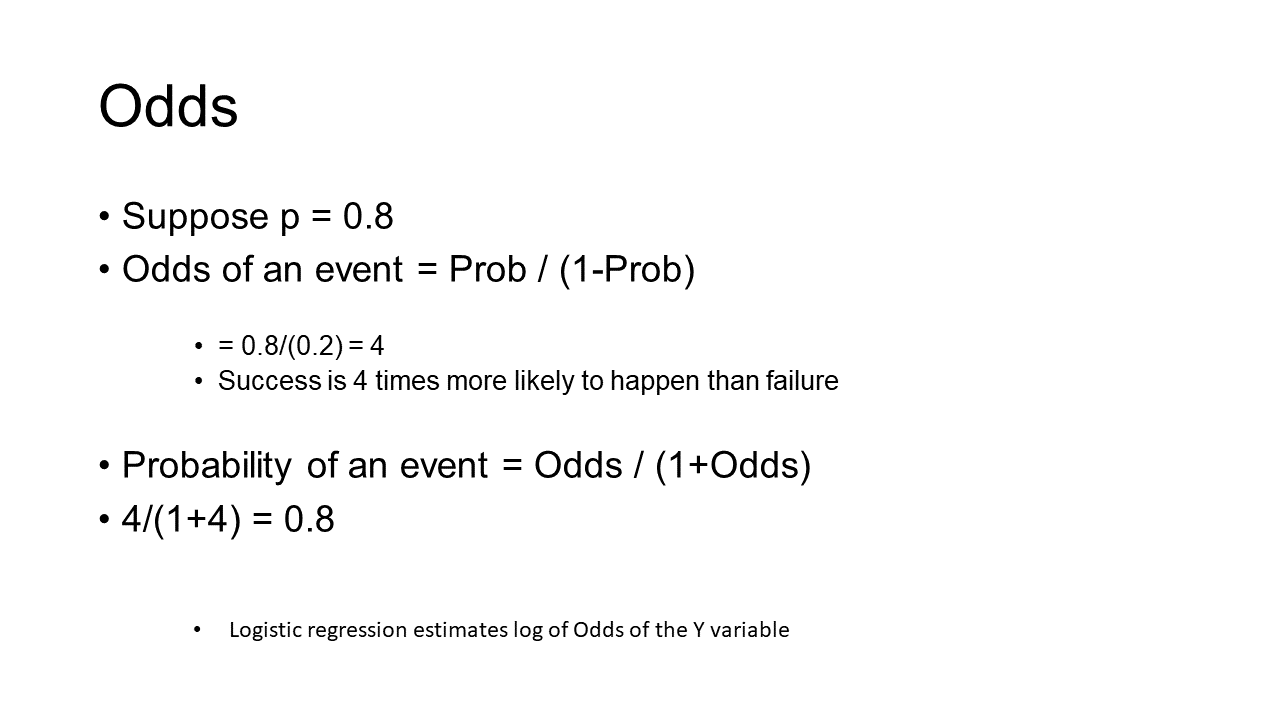 Odds
• Suppose p = 0.8
• Odds of an event = Prob / (1-Prob)
• = 0.8/(0.2) = 4
• Success is 4 times more likely to happen than failure
• Probability of an event = Odds / (1+Odds)
• 4/(1+4) = 0.8
• Logistic regression estimates log of Odds of the Y variable